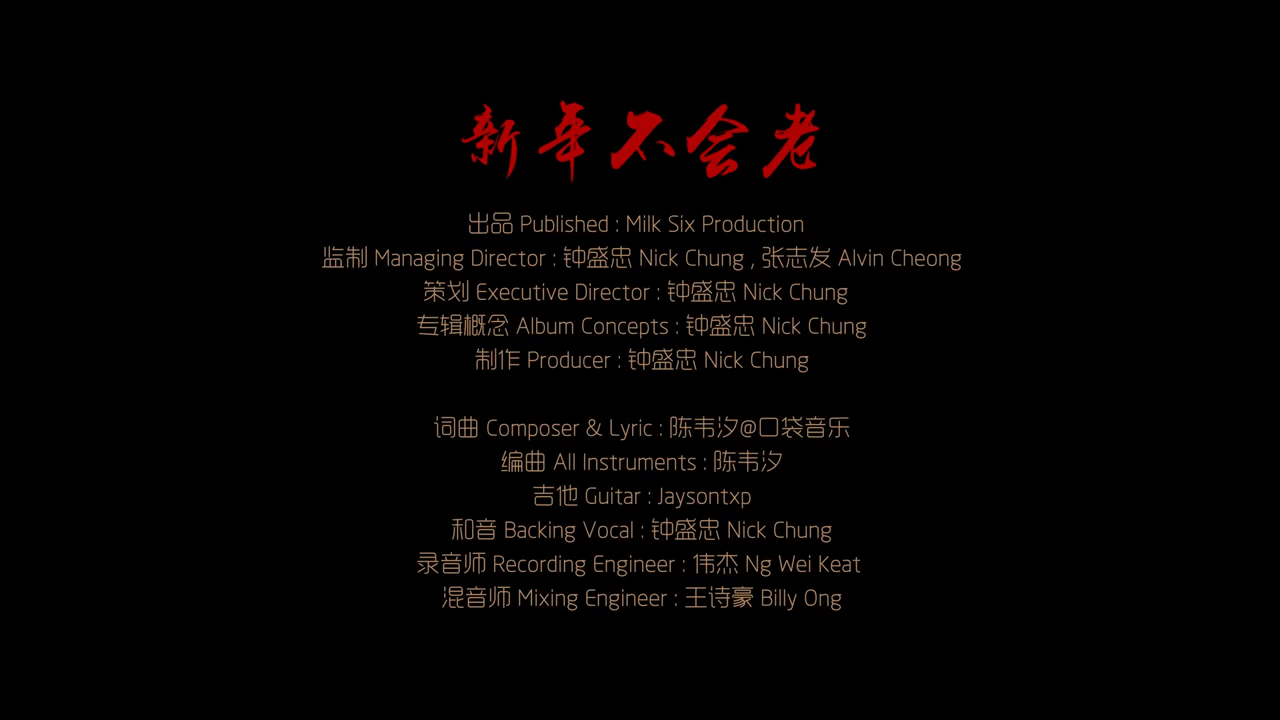 新年不会老
出品 Published : Milk Six Production
监制 Managing Director : 钟盛忠 Nick Chung , 张志发 Alvin Cheong
策划 Executive Director : 钟盛忠 Nick Chung
专辑概念 Album Concepts : 钟盛忠 Nick Chung
制作 Producer : 钟盛忠 Nick Chung
词曲 Composer & Lyric : 陈韦汐@口袋音乐
编曲 All Instruments : 陈韦汐
吉他 Guitar : Jaysontxp
和音 Backing Vocal : 钟盛忠 Nick Chung
录音师 Recording Engineer : 伟杰 Ng Wei Keat
混音师 Mixing Engineer : 王诗豪 Billy Ong